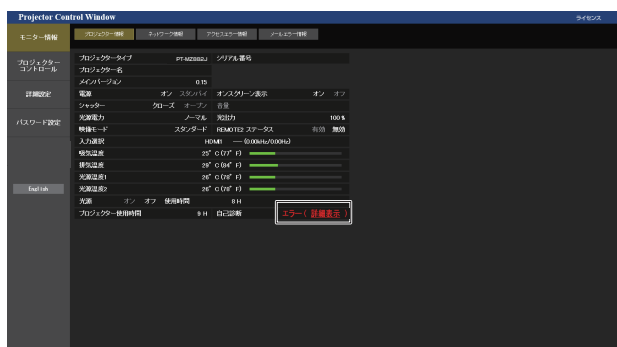 Projector Control Window
ライセンス
モニター情報
プロジェクター情報 ネットワーク情報 アクセスエラー情報 メールエラー情報
プロジェクター
コントロール
詳細設定
パスワード設定
English
プロジェクタータイプ PT-MZ882J シリアル番号
プロジェクター名
メインバージョン 0.15
電源 オン スタンバイ オンスクリーン表示 オン オフ
シャッター クローズ オープン 音量
光源電力 ノーマル 光出力 100 %
映像モード スタンダード REMOTE2 ステータス 有効 無効
入力選択 HDMI1 --- (0.00kHz/0.00Hz)
吸気温度 25° C (77° F)
排気温度 29° C (84° F)
光源温度1 26° C (78° F)
光源温度2 26° C (78° F)
光源 オン オフ 使用時間 8 H
プロジェクター使用時間 9 H 自己診断 エラー( 詳細表示 )